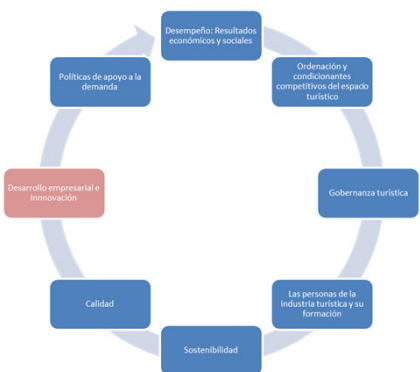 Desempeño: Resultados
económicos y sociales
Ordenación y
condicionantes
competitivos del espado
turístico
Gobernanza turística
Las personas de la
industria turística y su
formación
Sostenibilidad
Calidad
Desarrollo empresarial e
innnovación
Políticas de apoyo a la
demanda